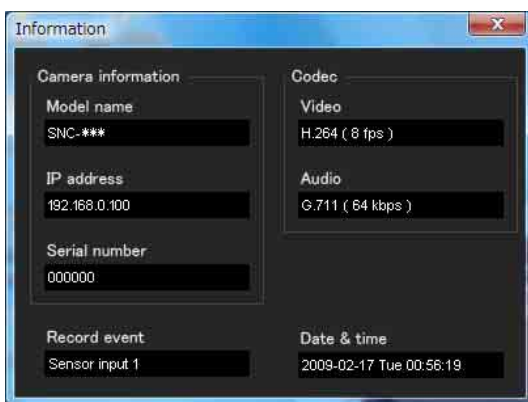 Information
Camera information
Model name
SNC-***
IP address
192.168.0.100
Serial number
000000
Codec
Video
H.264 ( 8 fps )
Audio
G.711 ( 64 kbps )
Record event
Sensor input 1
Date & time
2009-02-17 Tue 00:56:19